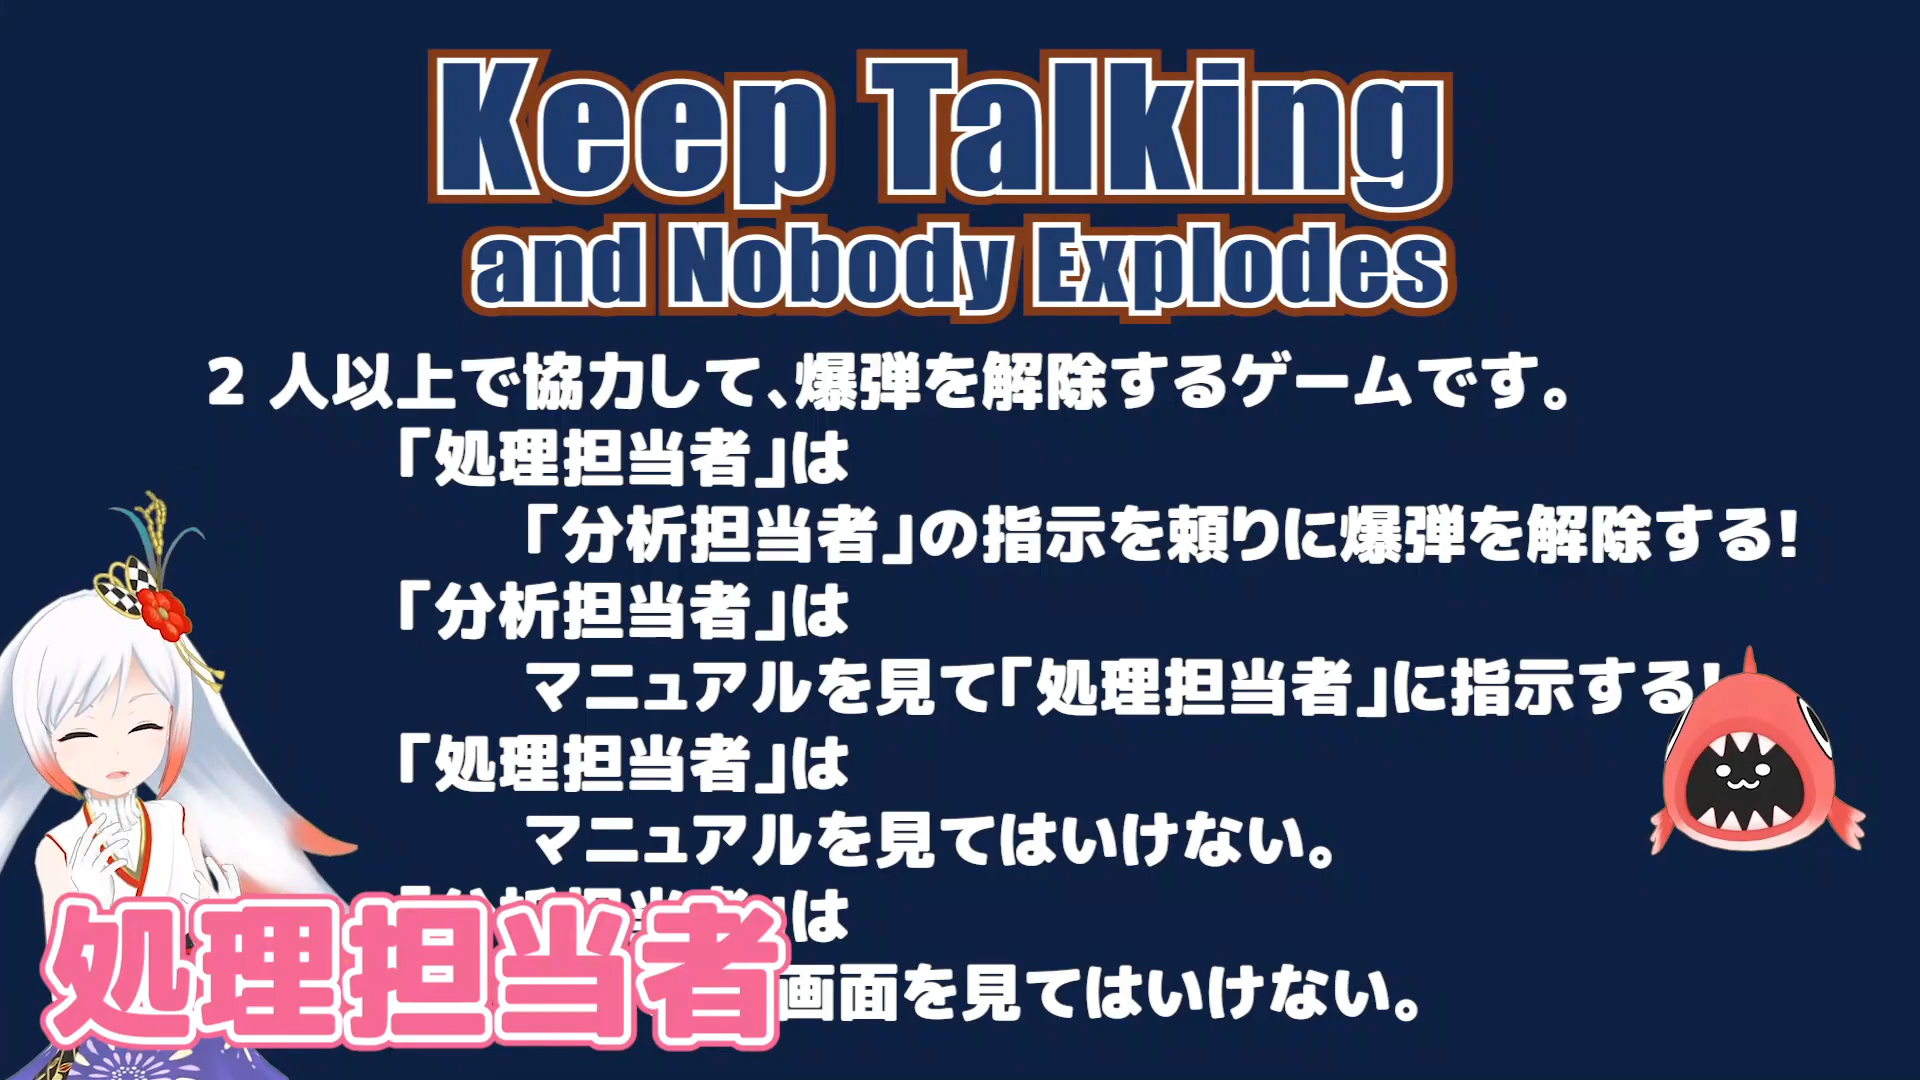 Keep Talking
and Nobody Explodes
2人以上で協力して、爆弾を解除するゲームです。
「処理担当者」は
「分析担当者」の指示を頼りに爆弾を解除する!
「分析担当者」は
マニュアルを見て「処理担当者」に指示する!
「処理担当者」は
マニュアルを見てはいけない。
「分析担当者」は
画面を見てはいけない。
処理担当者